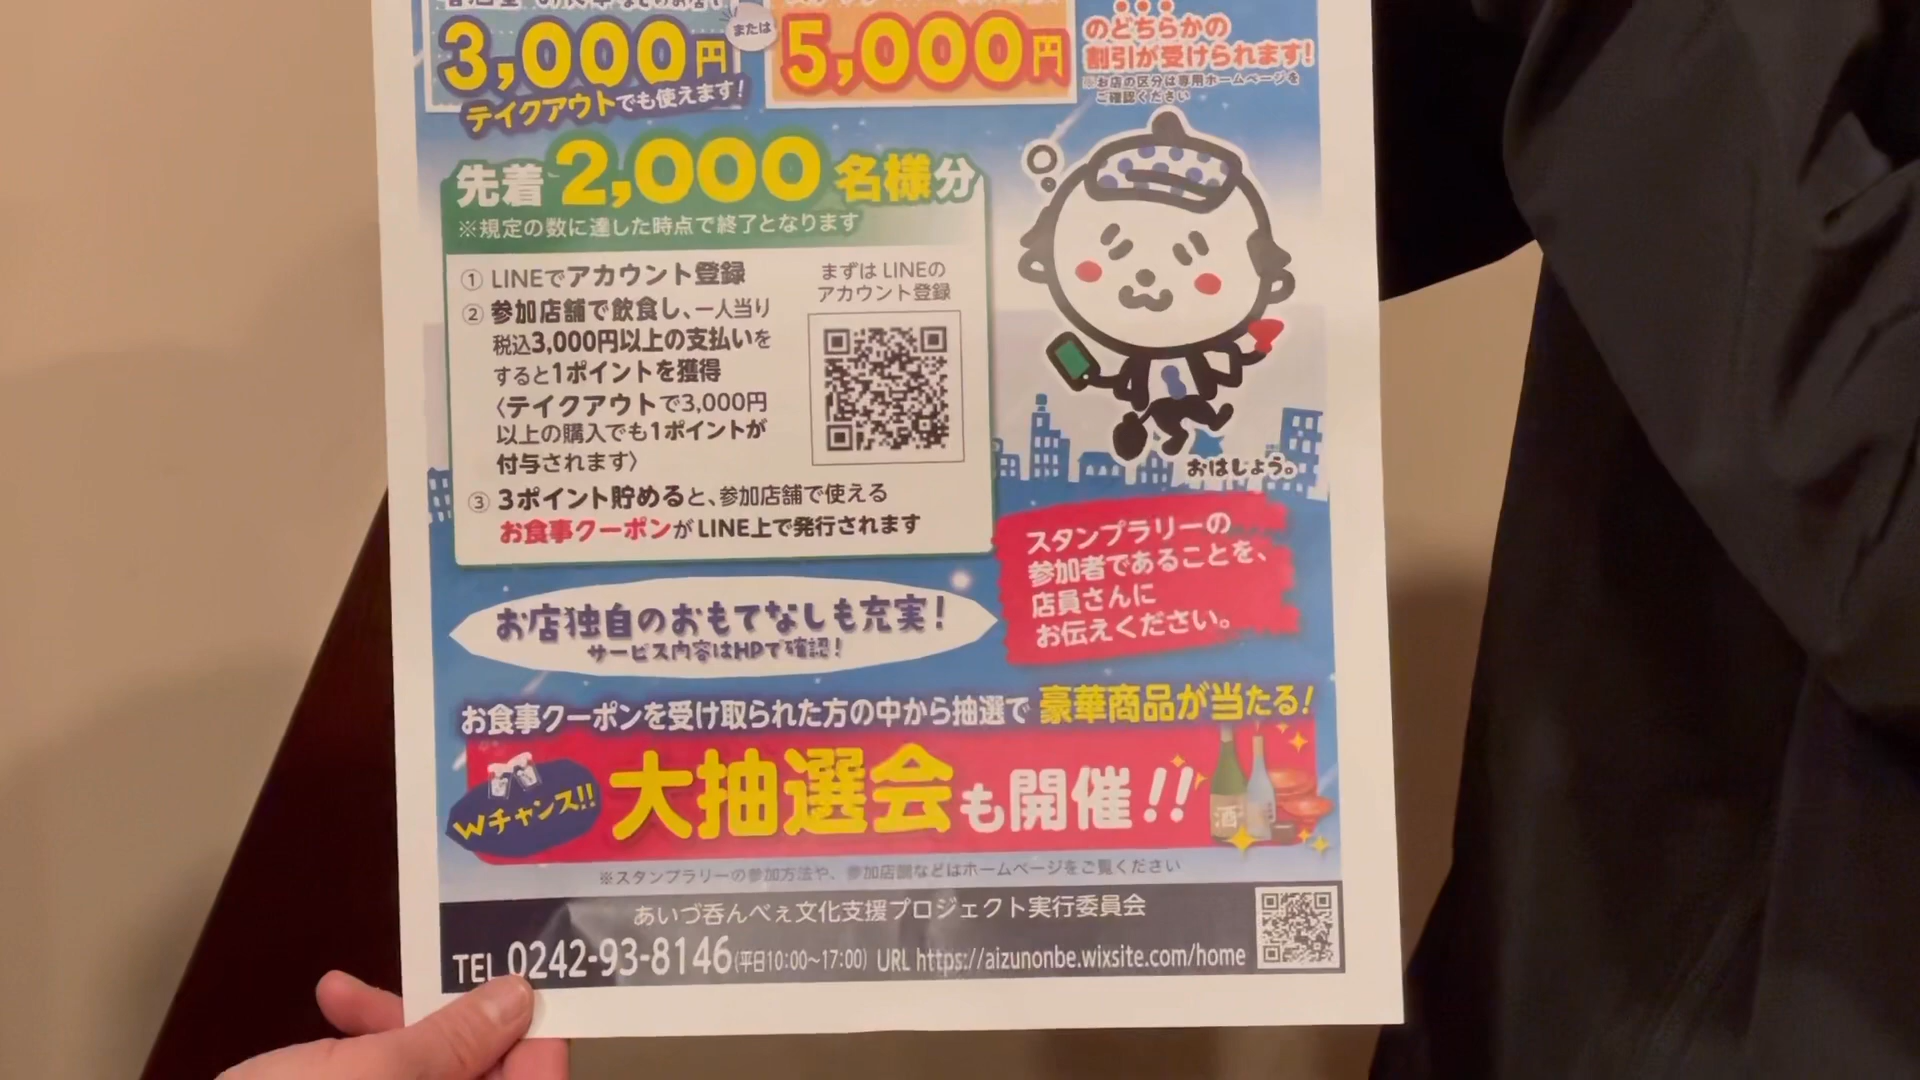 3,000円
テイクアウトでも使えます!
または
5,000円
のどちらかの
割引が受けられます!
※お店の区分は専用ホームページを
ご確認ください
先着2,000名様分
※規定の数に達した時点で終了となります
① LINEでアカウント登録
② 参加店舗で飲食し、一人当り
税込3,000円以上の支払いを
すると1ポイントを獲得
〈テイクアウトで3,000円
以上の購入でも1ポイントが
付与されます〉
③ 3ポイント貯めると、参加店舗で使える
お食事クーポンがLINE上で発行されます
まずはLINEの
アカウント登録
おはしょう。
スタンプラリーの
参加者であることを、
店員さんに
お伝えください。
お店独自のおもてなしも充実!
サービス内容はHPで確認!
お食事クーポンを受け取られた方の中から抽選で豪華商品が当たる!
Wチャンス!!
大抽選会も開催!!
酒
※スタンプラリーの参加方法や、参加店舗などはホームページをご覧ください
あいづ呑んべぇ文化支援プロジェクト実行委員会
TEL 0242-93-8146(平日10:00~17:00) URL https://aizunonbe.wixsite.com/home